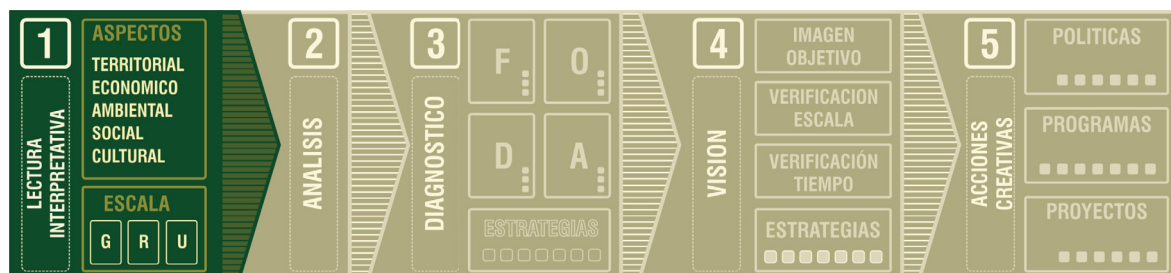 1
LECTURA
INTERPRETATIVA
ASPECTOS
TERRITORIAL
ECONOMICO
AMBIENTAL
SOCIAL
CULTURAL
ESCALA
G R U
2
ANALISIS
3
DIAGNOSTICO
F O
D A
ESTRATEGIAS
4
VISION
IMAGEN
OBJETIVO
VERIFICACION
ESCALA
VERIFICACIÓN
TIEMPO
ESTRATEGIAS
5
ACCIONES
CREATIVAS
POLITICAS
PROGRAMAS
PROYECTOS